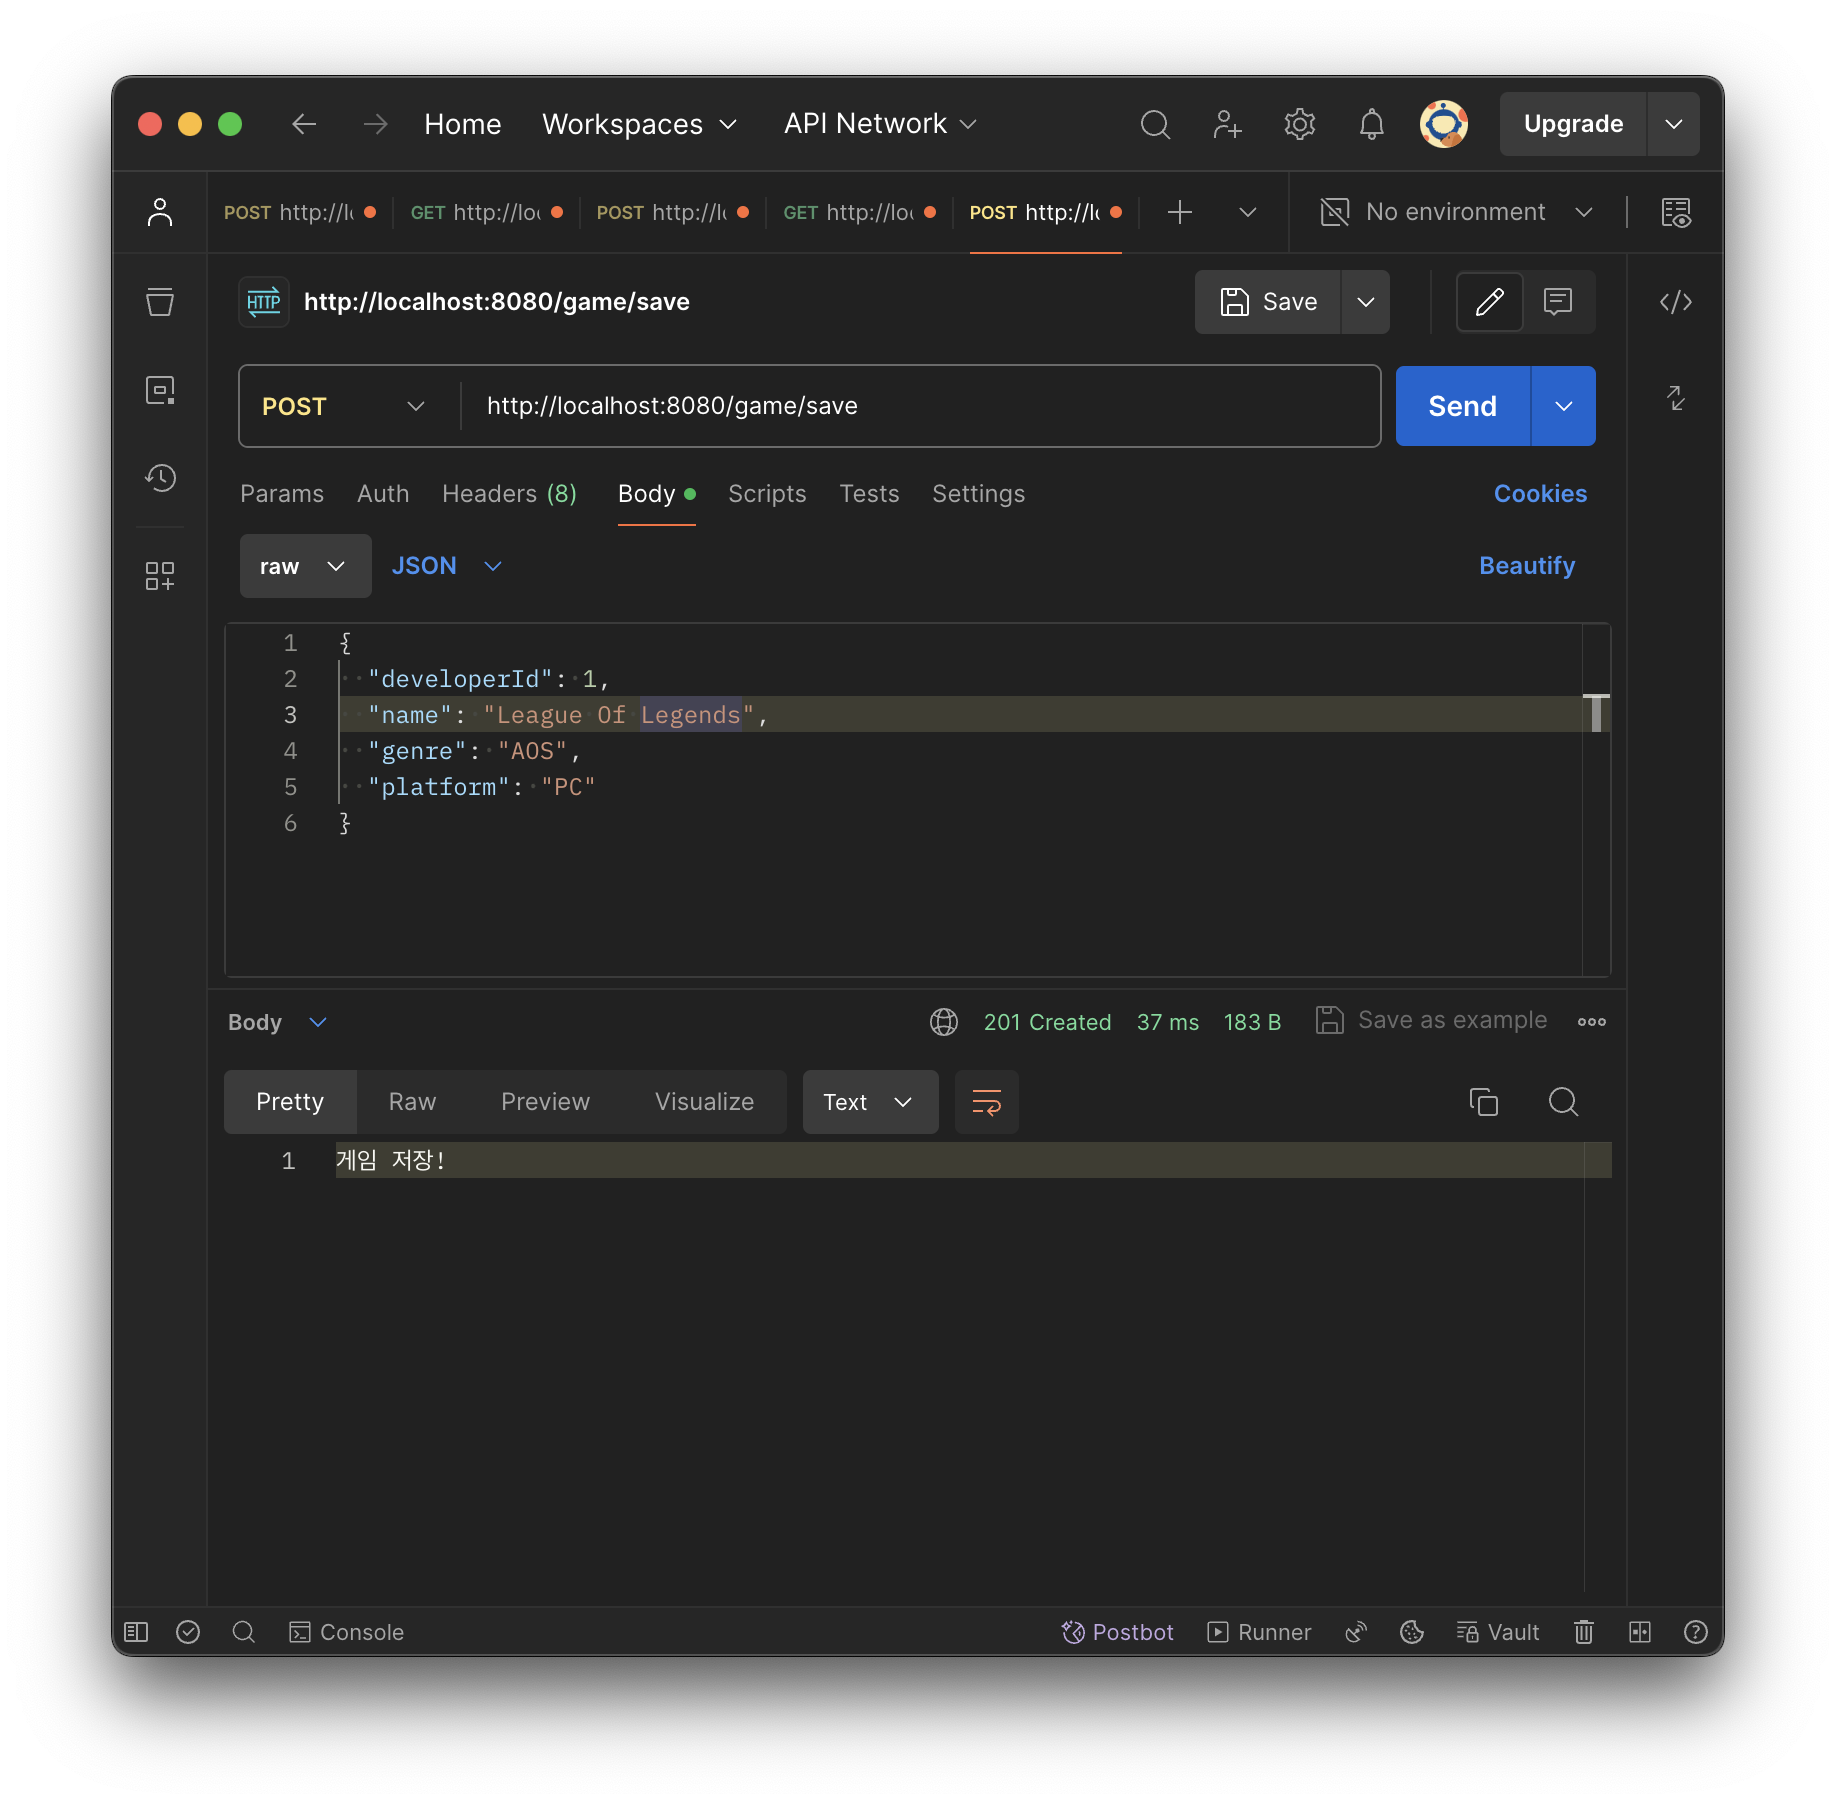 Home Workspaces API Network Upgrade
POST http://l GET http://lo POST http://l GET http://lo POST http://l No environment
HTTP http://localhost:8080/game/save Save
POST http://localhost:8080/game/save Send
Params Auth Headers (8) Body Scripts Tests Settings Cookies
raw JSON Beautify
1 {
2 "developerId": 1,
3 "name": "League Of Legends",
4 "genre": "AOS",
5 "platform": "PC"
6 }
Body 201 Created 37 ms 183 B Save as example
Pretty Raw Preview Visualize Text
1 게임 저장!
Console Postbot Runner Vault